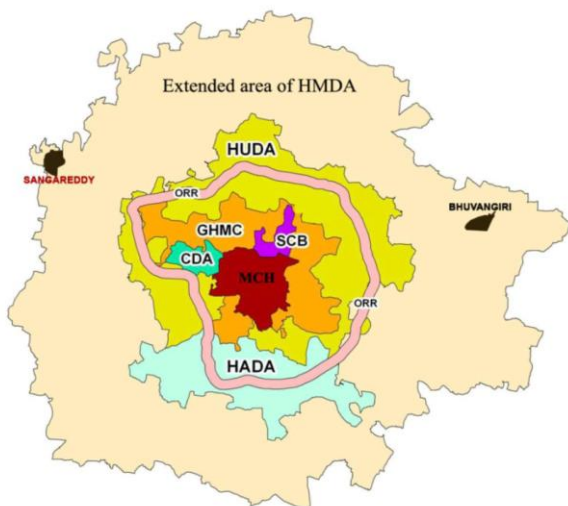 Extended area of HMDA
HUDA
SANGAREDDY
ORR
BHUVANGIRI
GHMC
SCB
CDA
MCH
ORR
HADA